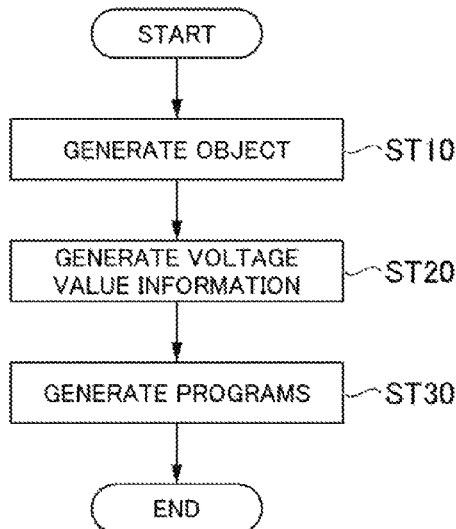 START
GENERATE OBJECT
ST10
GENERATE VOLTAGE
VALUE INFORMATION
ST20
GENERATE PROGRAMS
ST30
END